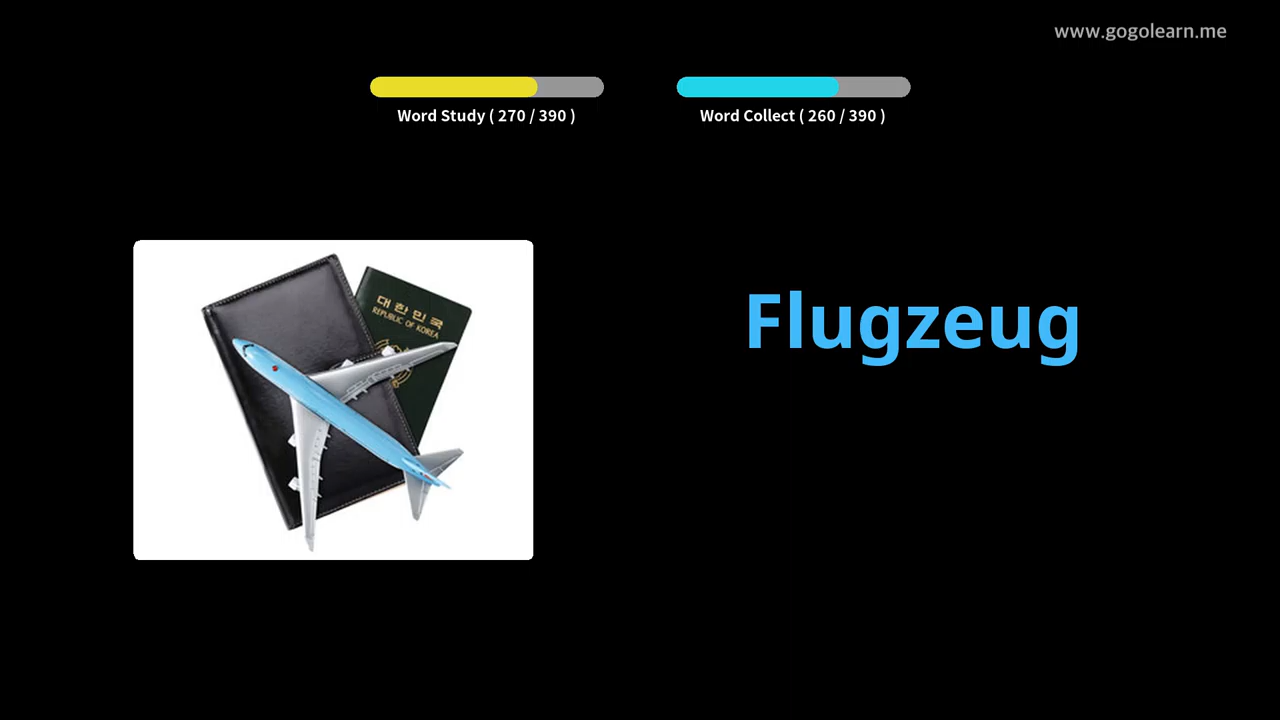 www.gogolearn.me
Word Study ( 270 / 390 )
Word Collect ( 260 / 390 )
대한민국
REPUBLIC OF KOREA
Flugzeug